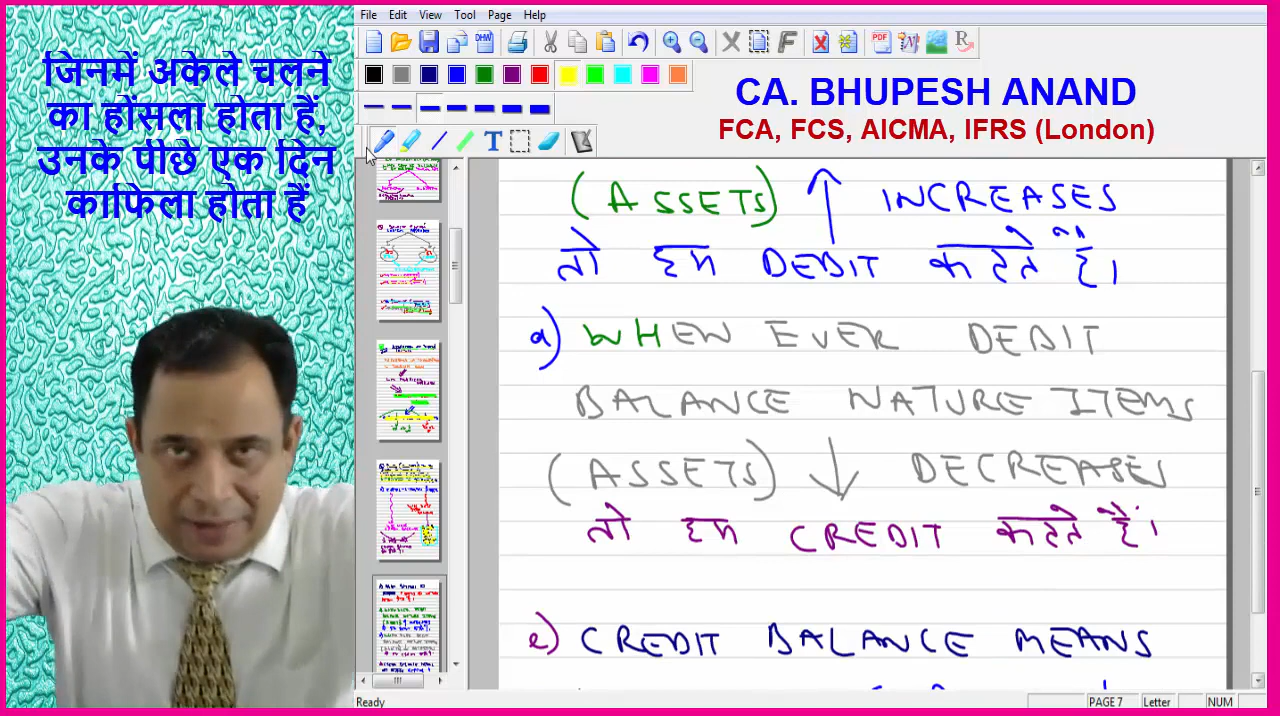 जिनमें अकेले चलने
का होंसला होता हैं,
उनके पीछे एक दिन
काफिला होता हैं
File Edit View Tool Page Help
CA. BHUPESH ANAND
FCA, FCS, AICMA, IFRS (London)
(ASSETS) ↑ INCREASES
तो हम DEBIT करते हैं।
d) WHEN EVER DEBIT
BALANCE NATURE ITEMS
(ASSETS) ↓ DECREASES
तो हम CREDIT करते हैं।
e) CREDIT BALANCE MEANS
Ready PAGE 7 Letter NUM